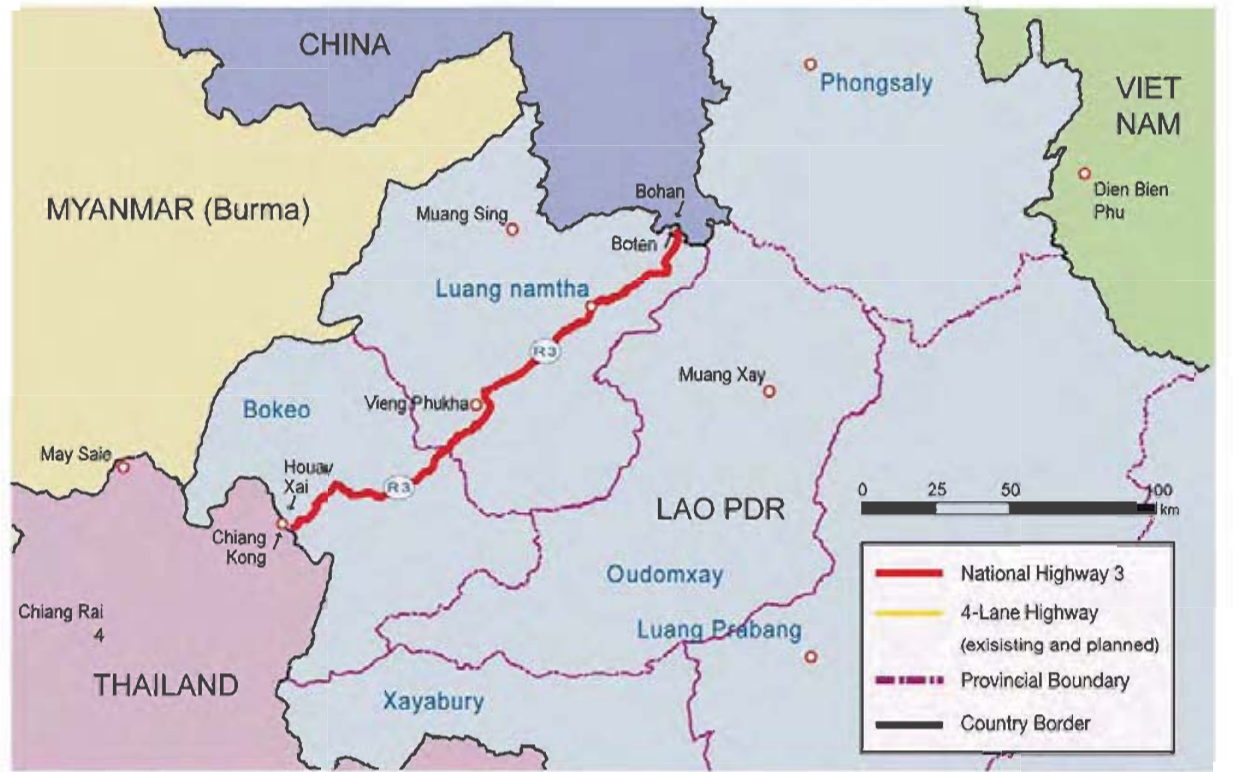 CHINA
Phongsaly
VIET
NAM
MYANMAR (Burma)
Dien Bien
Phu
Bohan
Muang Sing
Boten
Luang namtha
R3
Muang Xay
Vieng Phukha
Bokeo
May Saie
Houay
Xai
R3
0 25 50 100
km
LAO PDR
Chiang
Kong
Oudomxay
Chiang Rai
4
Luang Prabang
THAILAND
Xayabury
National Highway 3
4-Lane Highway
(exisisting and planned)
Provincial Boundary
Country Border